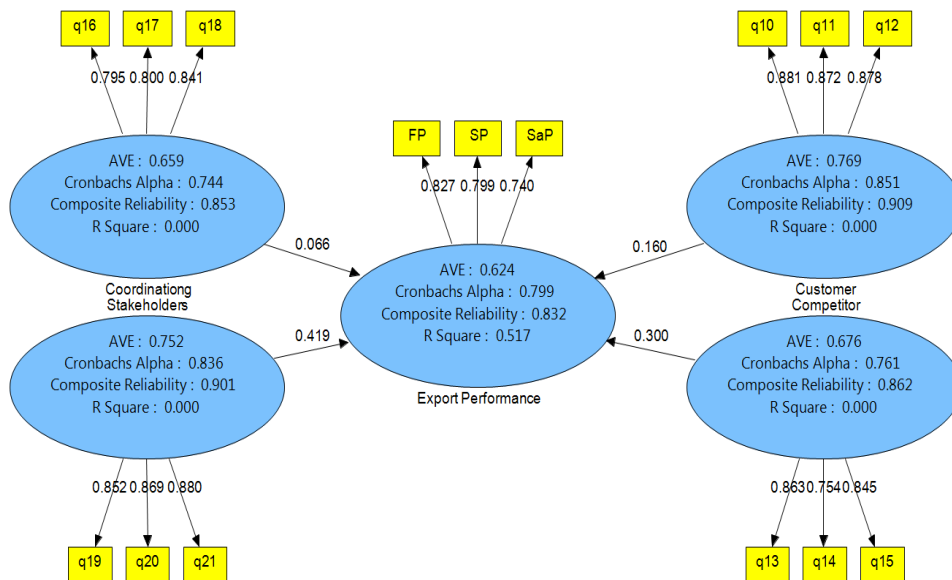 q16 q17 q18
0.795 0.800 0.841
AVE : 0.659
Cronbachs Alpha : 0.744
Composite Reliability : 0.853
R Square : 0.000
Coordinationg
Stakeholders
0.066
AVE : 0.752
Cronbachs Alpha : 0.836
Composite Reliability : 0.901
R Square : 0.000
0.419
0.852 0.869 0.880
q19 q20 q21
FP SP SaP
0.827 0.799 0.740
AVE : 0.624
Cronbachs Alpha : 0.799
Composite Reliability : 0.832
R Square : 0.517
Export Performance
q10 q11 q12
0.881 0.872 0.878
AVE : 0.769
Cronbachs Alpha : 0.851
Composite Reliability : 0.909
R Square : 0.000
0.160
Customer
Competitor
0.300
AVE : 0.676
Cronbachs Alpha : 0.761
Composite Reliability : 0.862
R Square : 0.000
0.863 0.754 0.845
q13 q14 q15